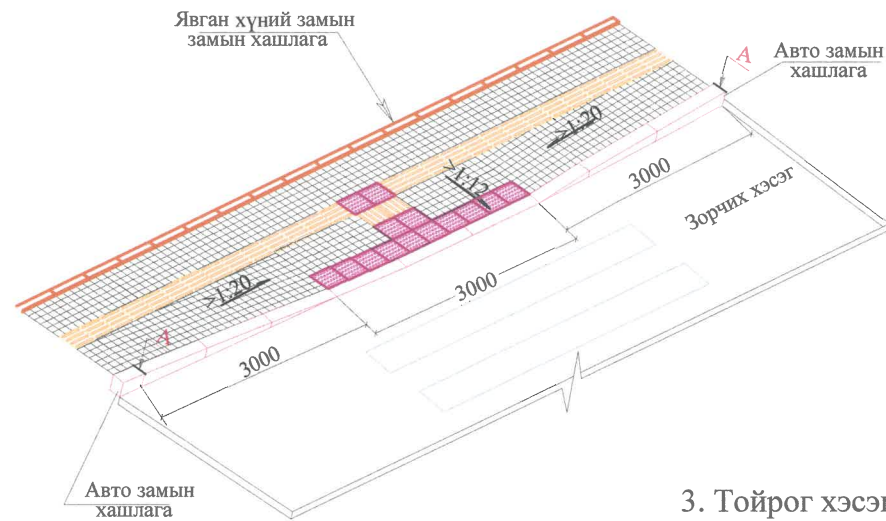 Явган хүний замын
замын хашлага
А
Авто замын
хашлага
>1:20
>1:12
3000
Зорчих хэсэг
>1:20
3000
А
3000
Авто замын
хашлага
3. Тойрог хэсэг